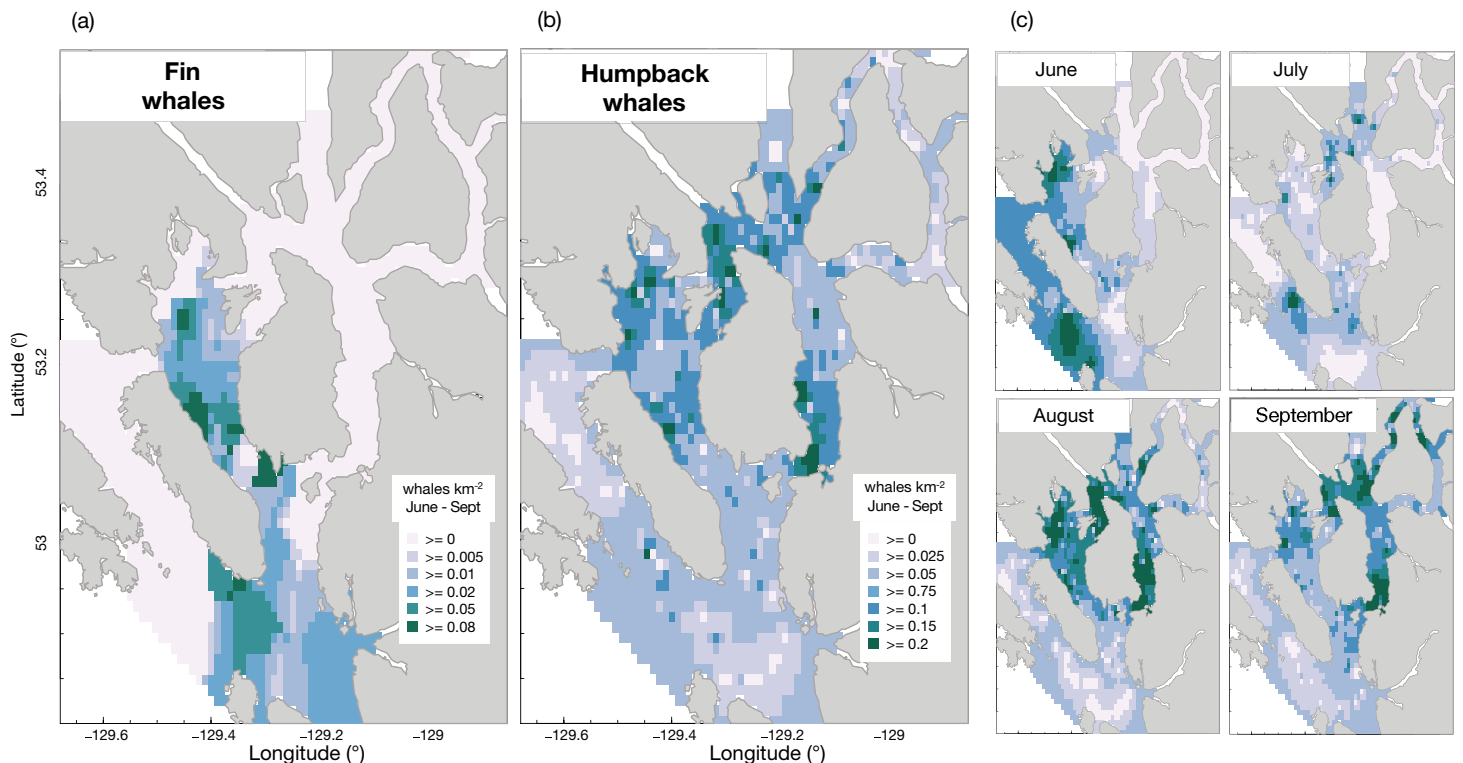 (a)
(b)
(c)
Fin
whales
Humpback
whales
June
July
August
September
53.4
53.2
53
Latitude (°)
whales km-2
June - Sept
>= 0
>= 0.005
>= 0.01
>= 0.02
>= 0.05
>= 0.08
whales km-2
June - Sept
>= 0
>= 0.025
>= 0.05
>= 0.75
>= 0.1
>= 0.15
>= 0.2
−129.6
−129.4
−129.2
−129
Longitude (°)
−129.6
−129.4
−129.2
−129
Longitude (°)